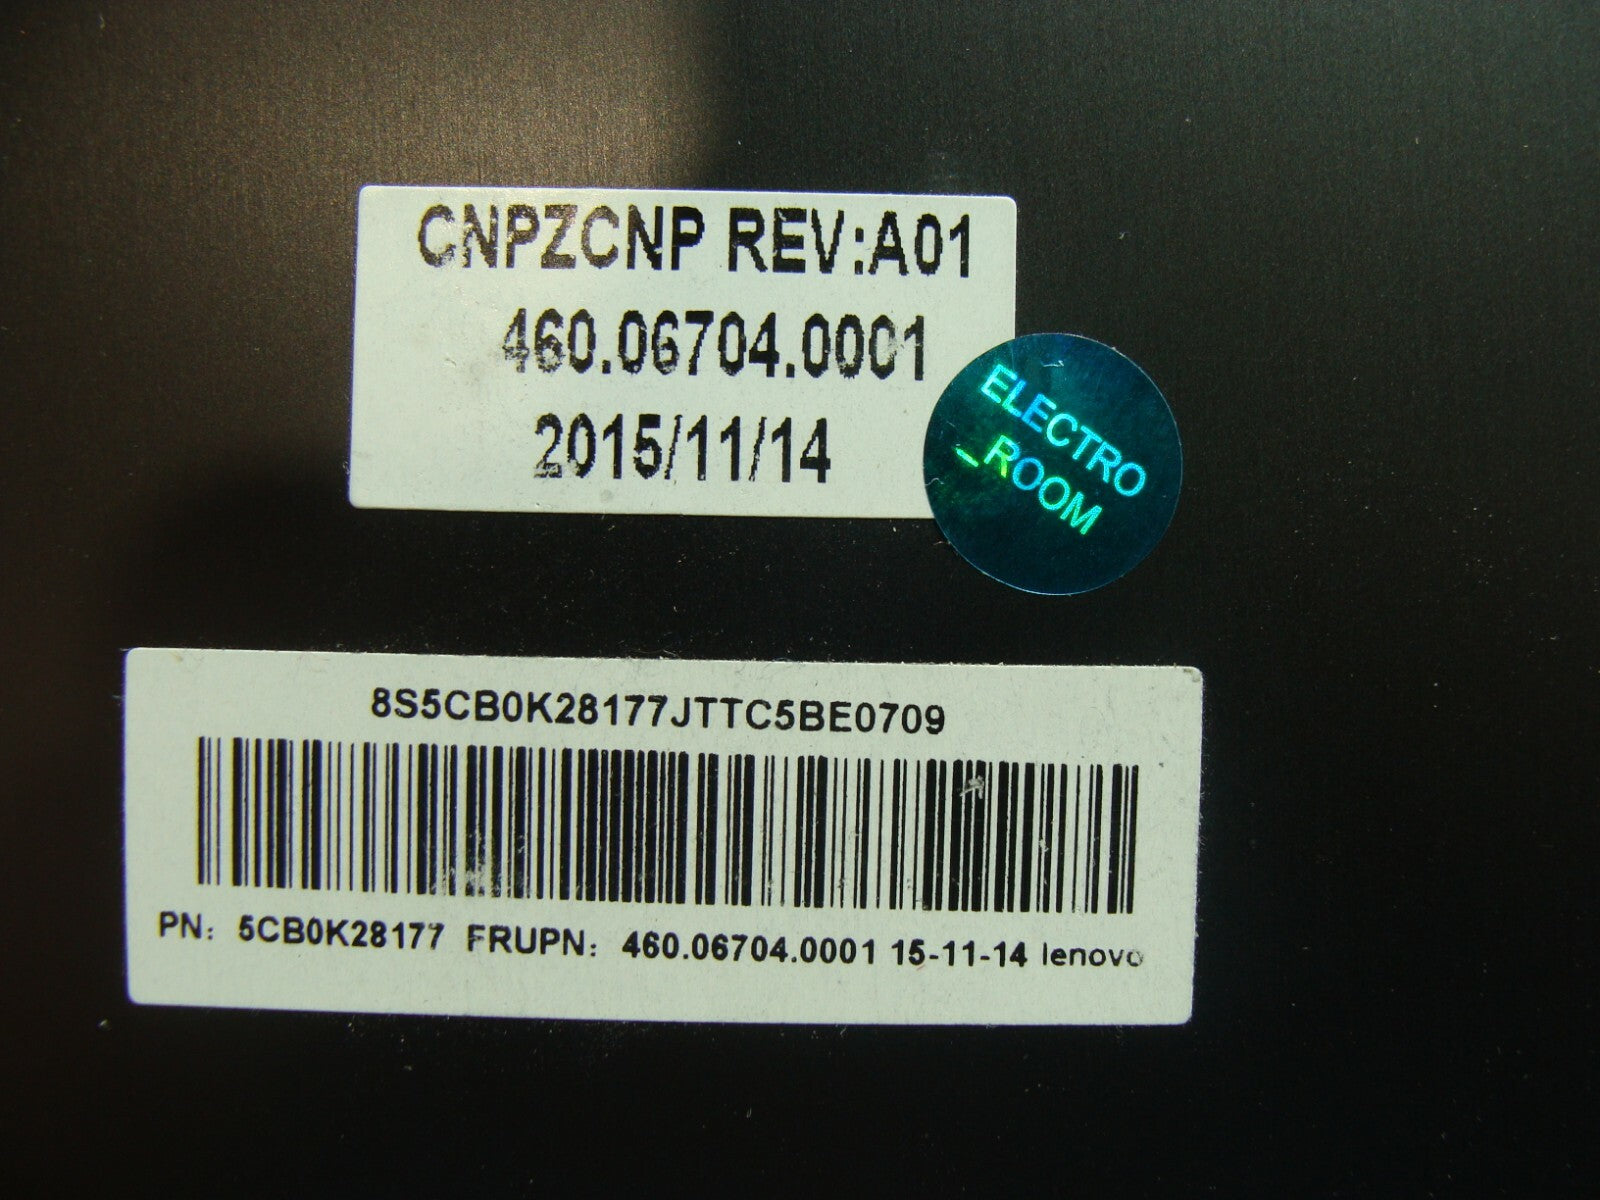 CNPZCNP REV:A01
460.06704.0001
2015/11/14
ELECTRO
_ROOM
8S5CB0K28177JTTC5BE0709
PN: 5CB0K28177 FRUPN: 460.06704.0001 15-11-14 lenovo